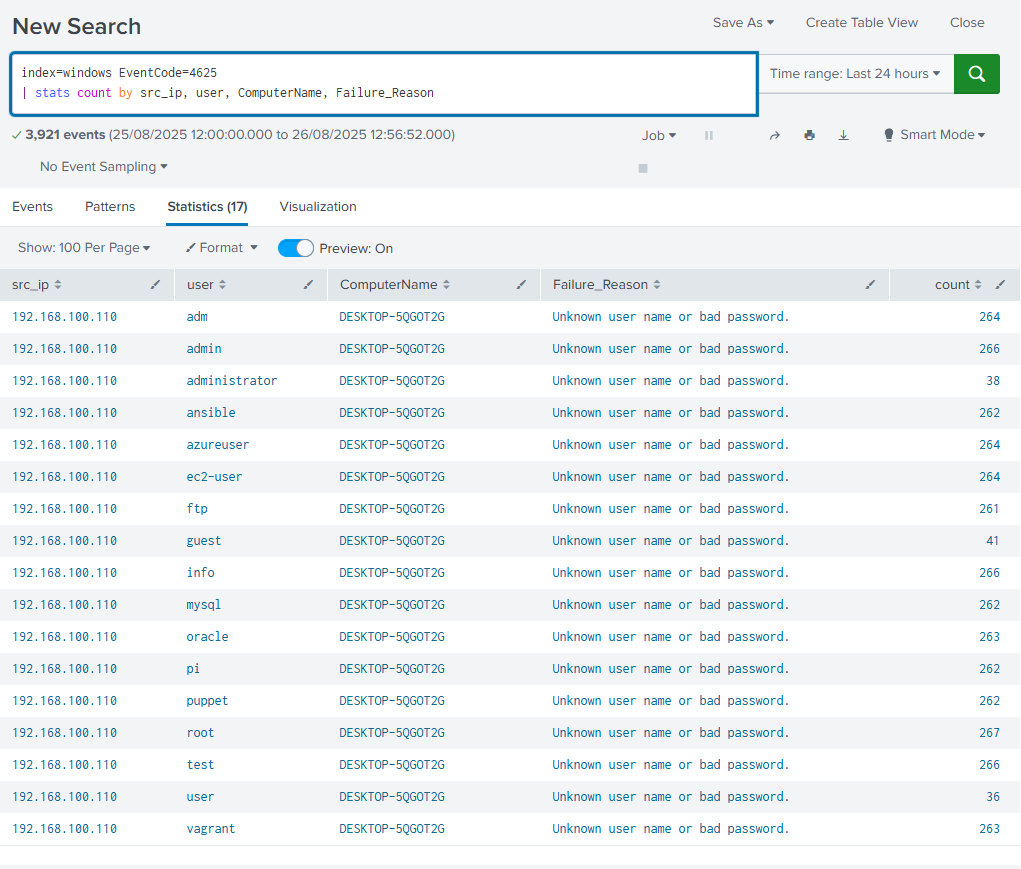 New Search
Save As Create Table View Close
index=windows EventCode=4625
| stats count by src_ip, user, ComputerName, Failure_Reason
Time range: Last 24 hours
3,921 events (25/08/2025 12:00:00.000 to 26/08/2025 12:56:52.000)
Job
Smart Mode
No Event Sampling
Events Patterns Statistics (17) Visualization
Show: 100 Per Page Format Preview: On
src_ip user ComputerName Failure_Reason count
192.168.100.110 adm DESKTOP-5QGOT2G Unknown user name or bad password. 264
192.168.100.110 admin DESKTOP-5QGOT2G Unknown user name or bad password. 266
192.168.100.110 administrator DESKTOP-5QGOT2G Unknown user name or bad password. 38
192.168.100.110 ansible DESKTOP-5QGOT2G Unknown user name or bad password. 262
192.168.100.110 azureuser DESKTOP-5QGOT2G Unknown user name or bad password. 264
192.168.100.110 ec2-user DESKTOP-5QGOT2G Unknown user name or bad password. 264
192.168.100.110 ftp DESKTOP-5QGOT2G Unknown user name or bad password. 261
192.168.100.110 guest DESKTOP-5QGOT2G Unknown user name or bad password. 41
192.168.100.110 info DESKTOP-5QGOT2G Unknown user name or bad password. 266
192.168.100.110 mysql DESKTOP-5QGOT2G Unknown user name or bad password. 262
192.168.100.110 oracle DESKTOP-5QGOT2G Unknown user name or bad password. 263
192.168.100.110 pi DESKTOP-5QGOT2G Unknown user name or bad password. 262
192.168.100.110 puppet DESKTOP-5QGOT2G Unknown user name or bad password. 262
192.168.100.110 root DESKTOP-5QGOT2G Unknown user name or bad password. 267
192.168.100.110 test DESKTOP-5QGOT2G Unknown user name or bad password. 266
192.168.100.110 user DESKTOP-5QGOT2G Unknown user name or bad password. 36
192.168.100.110 vagrant DESKTOP-5QGOT2G Unknown user name or bad password. 263